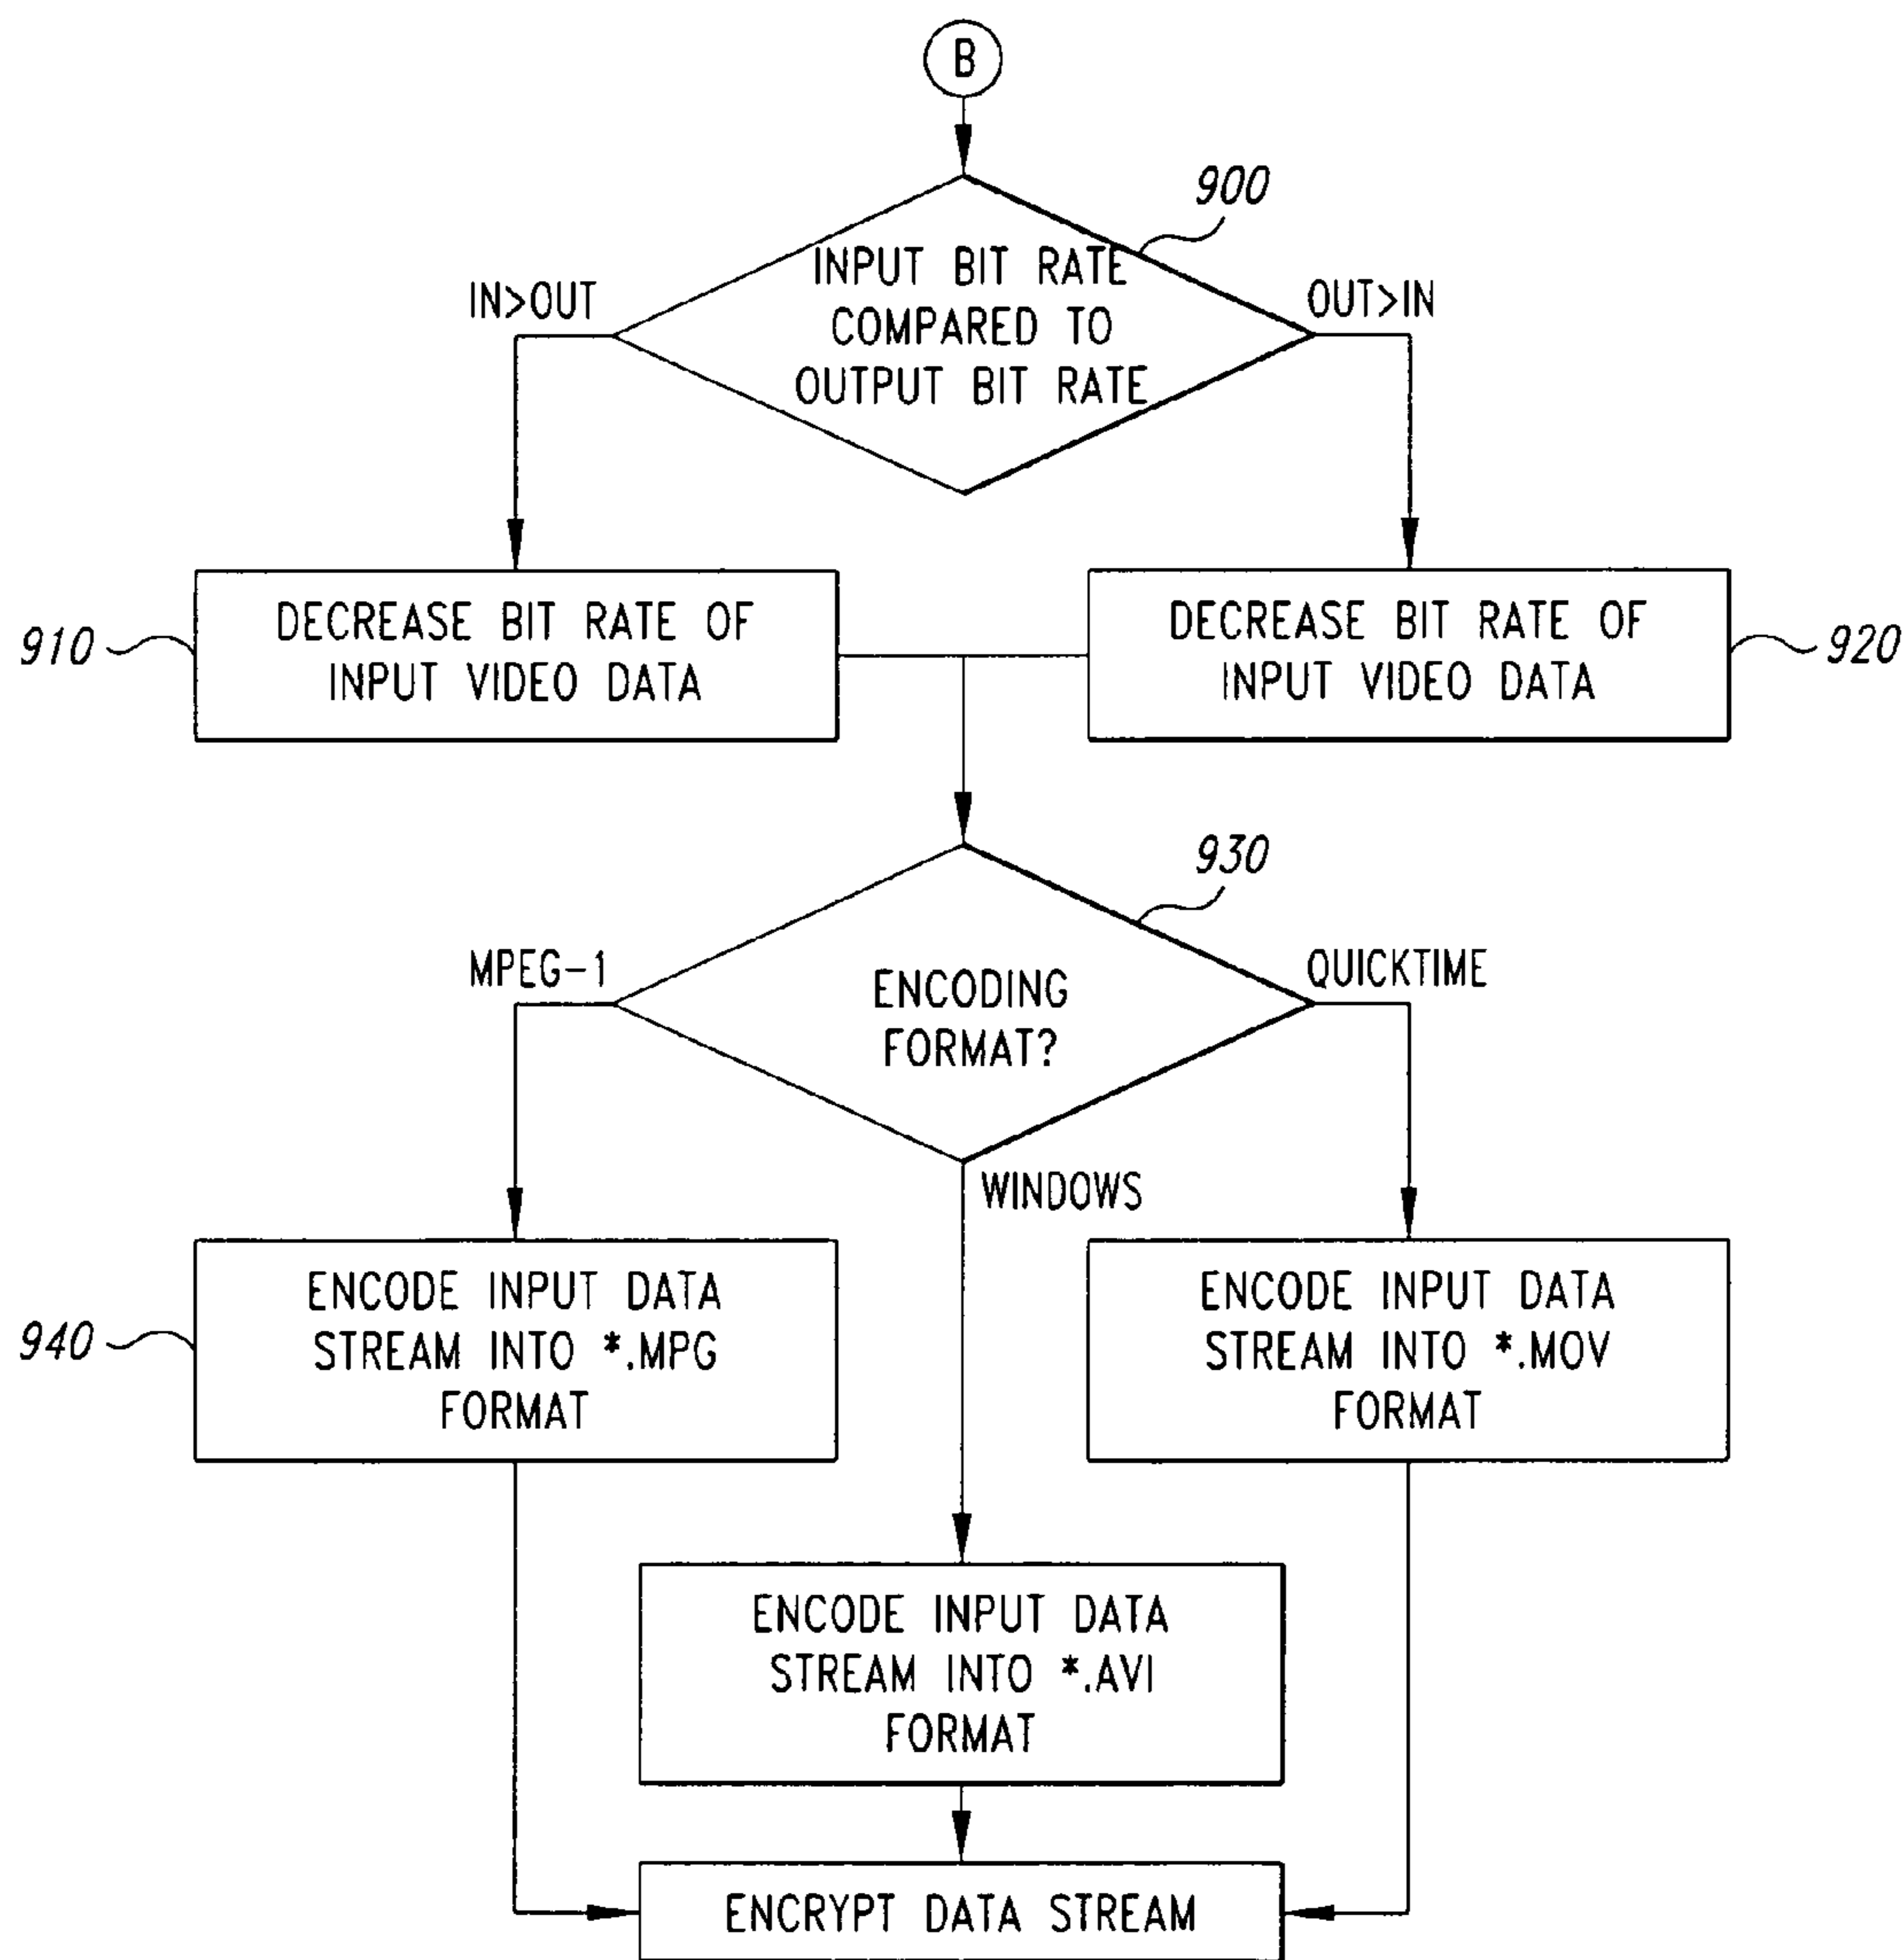 B
900
INPUT BIT RATE
COMPARED TO
OUTPUT BIT RATE
IN>OUT
OUT>IN
910
DECREASE BIT RATE OF
INPUT VIDEO DATA
DECREASE BIT RATE OF
INPUT VIDEO DATA
920
930
ENCODING
FORMAT?
MPEG-1
QUICKTIME
WINDOWS
940
ENCODE INPUT DATA
STREAM INTO *.MPG
FORMAT
ENCODE INPUT DATA
STREAM INTO *.MOV
FORMAT
ENCODE INPUT DATA
STREAM INTO *.AVI
FORMAT
ENCRYPT DATA STREAM